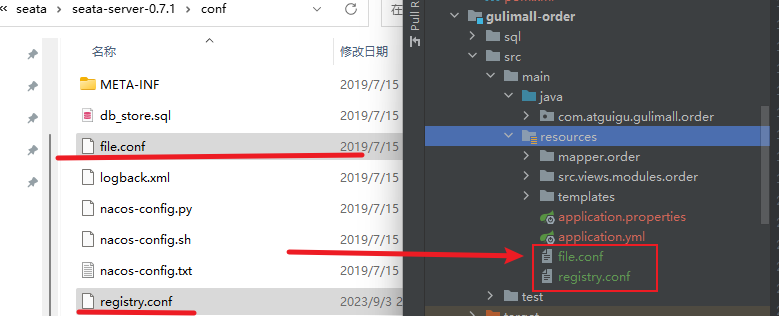 « seata › seata-server-0.7.1 › conf
在
名称
修改日期
META-INF
2019/7/15
db_store.sql
2019/7/15
file.conf
2019/7/15
logback.xml
2019/7/15
nacos-config.py
2019/7/15
nacos-config.sh
2019/7/15
nacos-config.txt
2019/7/15
registry.conf
2023/9/3 2
Pull R
gulimall-order
sql
src
main
java
com.atguigu.gulimall.order
resources
mapper.order
src.views.modules.order
templates
application.properties
application.yml
file.conf
registry.conf
test